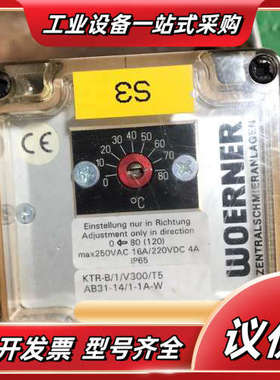 工业设备一站式采购
S3
CE
0 10 20 30 40 50 60 70 80
°C
Einstellung nur in Richtung
Adjustment only in direction
0 ⇐ 80 (120)
max250VAC 16A/220VDC 4A
IP65
KTR-B/1/V300/T5
AB31-14/1-1A-W
WOERNER
ZENTRALSCHMIERANLAGEN
开发票 型号齐全
议价